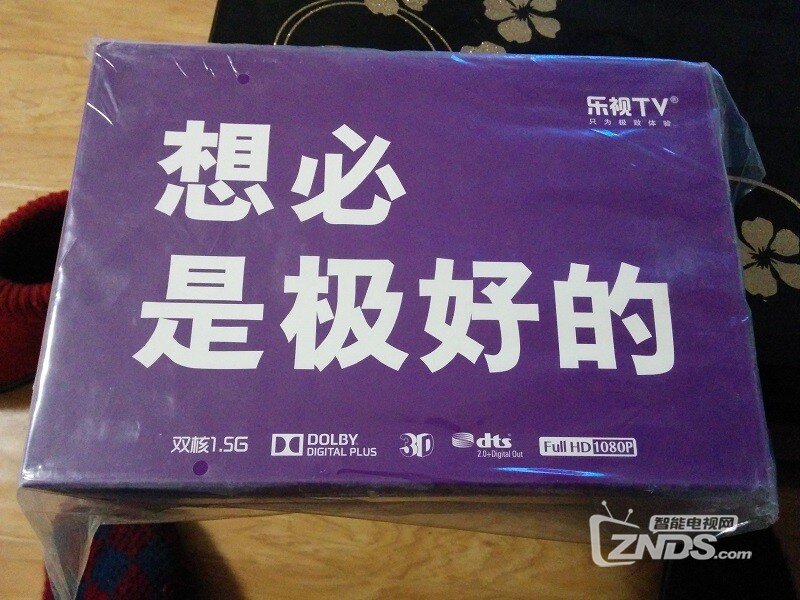 乐视TV®
只为极致体验
想必
是极好的
双核1.5G
DOLBY
DIGITAL PLUS
3D
dts
2.0+Digital Out
Full HD 1080P
智能电视网
ZNDS.com